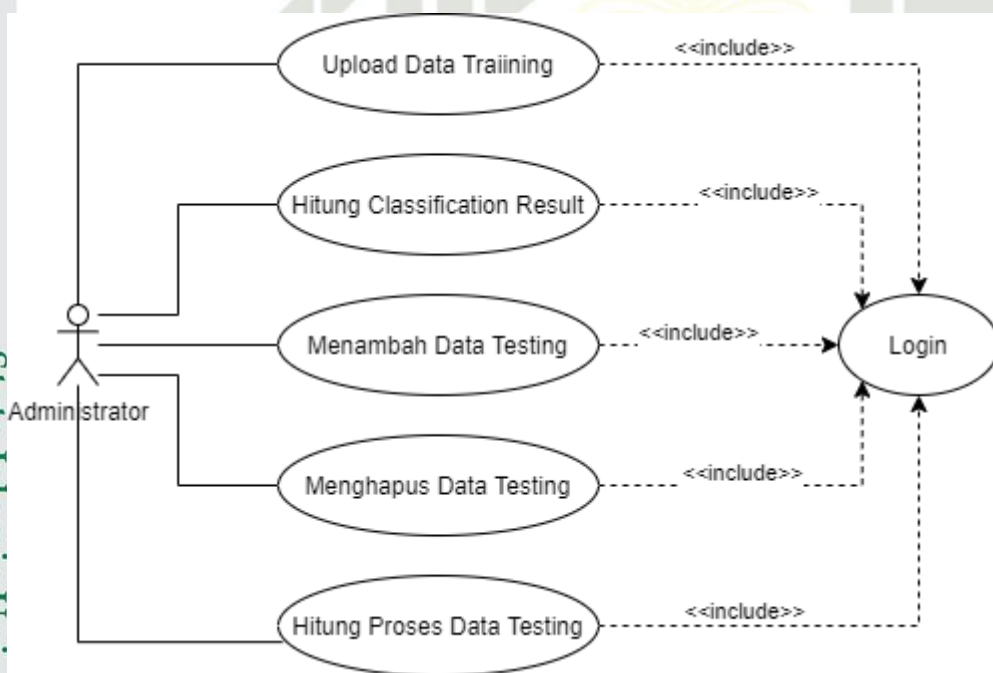 Upload Data Traiining
<<include>>
Hitung Classification Result
<<include>>
Menambah Data Testing
<<include>>
Login
Administrator
Menghapus Data Testing
<<include>>
Hitung Proses Data Testing
<<include>>